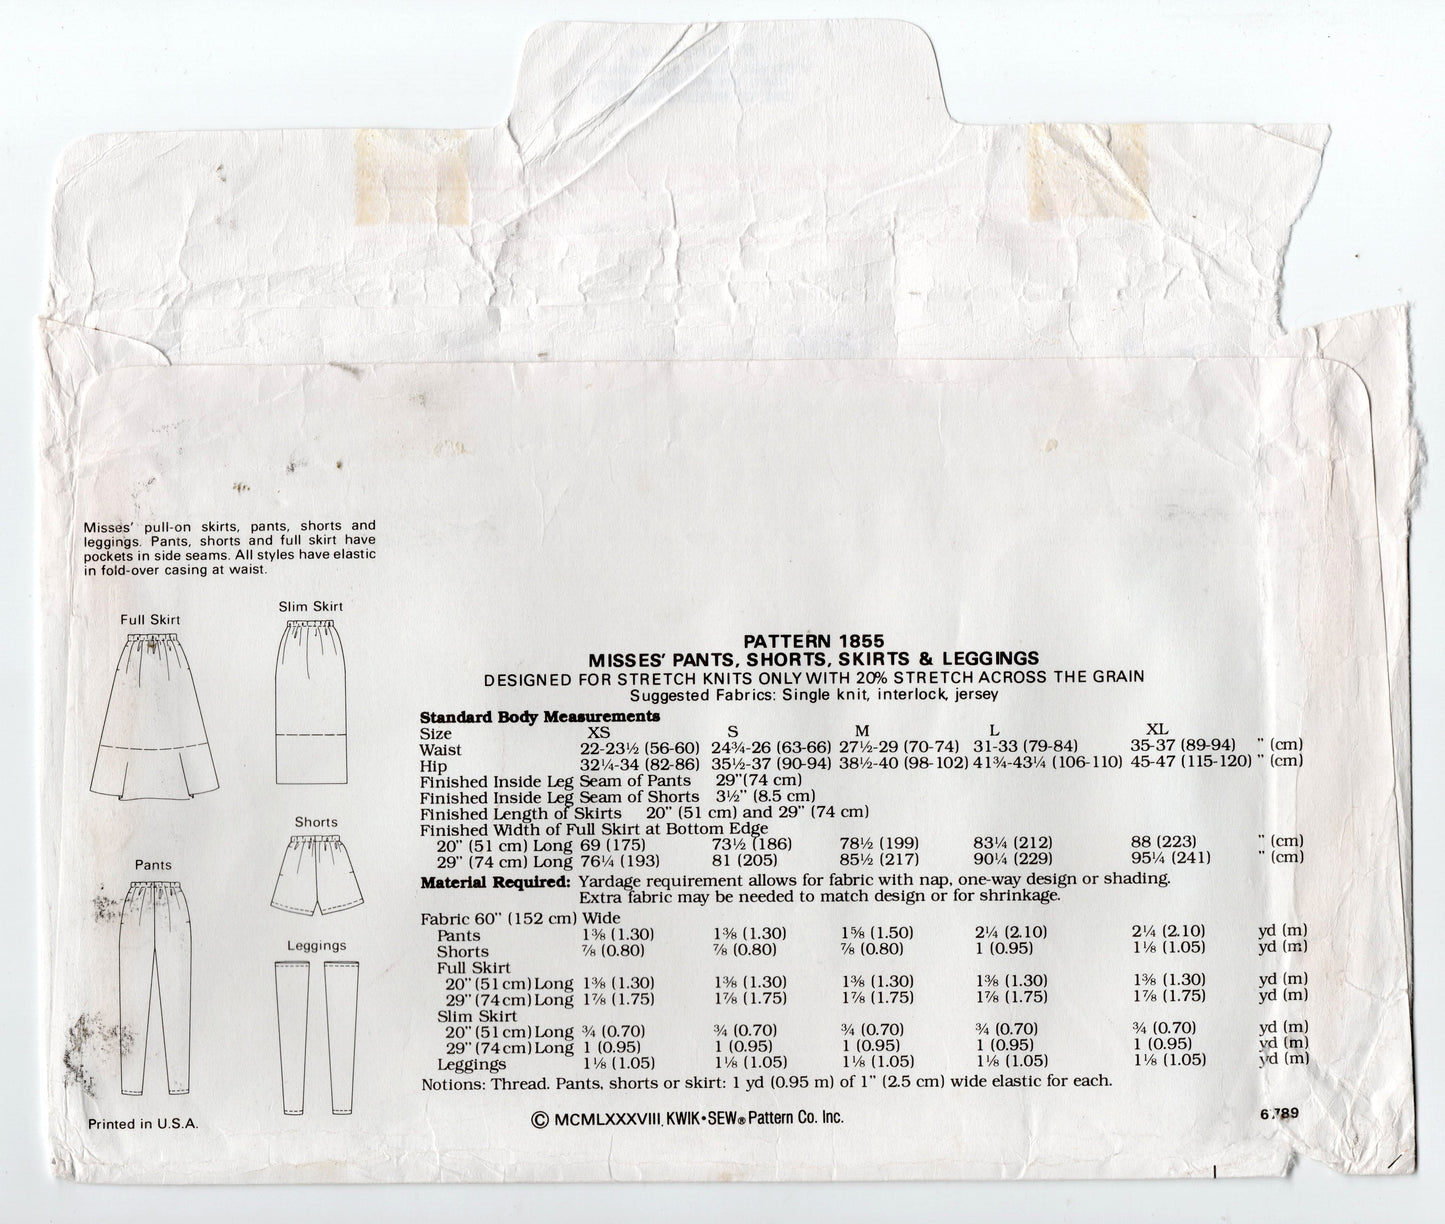 Misses' pull-on skirts, pants, shorts and
leggings. Pants, shorts and full skirt have
pockets in side seams. All styles have elastic
in fold-over casing at waist.
Full Skirt
Slim Skirt
Shorts
Pants
Leggings
Printed in U.S.A.
PATTERN 1855
MISSES' PANTS, SHORTS, SKIRTS & LEGGINGS
DESIGNED FOR STRETCH KNITS ONLY WITH 20% STRETCH ACROSS THE GRAIN
Suggested Fabrics: Single knit, interlock, jersey
Standard Body Measurements
Size XS S M L XL
Waist 22-23½ (56-60) 24¾-26 (63-66) 27½-29 (70-74) 31-33 (79-84) 35-37 (89-94) " (cm)
Hip 32¼-34 (82-86) 35½-37 (90-94) 38½-40 (98-102) 41¾-43¼ (106-110) 45-47 (115-120) " (cm)
Finished Inside Leg Seam of Pants 29" (74 cm)
Finished Inside Leg Seam of Shorts 3½" (8.5 cm)
Finished Length of Skirts 20" (51 cm) and 29" (74 cm)
Finished Width of Full Skirt at Bottom Edge
20" (51 cm) Long 69 (175) 73½ (186) 78½ (199) 83¼ (212) 88 (223) " (cm)
29" (74 cm) Long 76¼ (193) 81 (205) 85½ (217) 90¼ (229) 95¼ (241) " (cm)
Material Required: Yardage requirement allows for fabric with nap, one-way design or shading.
Extra fabric may be needed to match design or for shrinkage.
Fabric 60" (152 cm) Wide
Pants 1⅜ (1.30) 1⅜ (1.30) 1⅝ (1.50) 2¼ (2.10) 2¼ (2.10) yd (m)
Shorts ⅞ (0.80) ⅞ (0.80) ⅞ (0.80) 1 (0.95) 1⅛ (1.05) yd (m)
Full Skirt
20" (51 cm) Long 1⅜ (1.30) 1⅜ (1.30) 1⅜ (1.30) 1⅜ (1.30) 1⅜ (1.30) yd (m)
29" (74 cm) Long 1⅞ (1.75) 1⅞ (1.75) 1⅞ (1.75) 1⅞ (1.75) 1⅞ (1.75) yd (m)
Slim Skirt
20" (51 cm) Long ¾ (0.70) ¾ (0.70) ¾ (0.70) ¾ (0.70) ¾ (0.70) yd (m)
29" (74 cm) Long 1 (0.95) 1 (0.95) 1 (0.95) 1 (0.95) 1 (0.95) yd (m)
Leggings 1⅛ (1.05) 1⅛ (1.05) 1⅛ (1.05) 1⅛ (1.05) 1⅛ (1.05) yd (m)
Notions: Thread. Pants, shorts or skirt: 1 yd (0.95 m) of 1" (2.5 cm) wide elastic for each.
© MCMLXXXVIII, KWIK•SEW® Pattern Co. Inc.